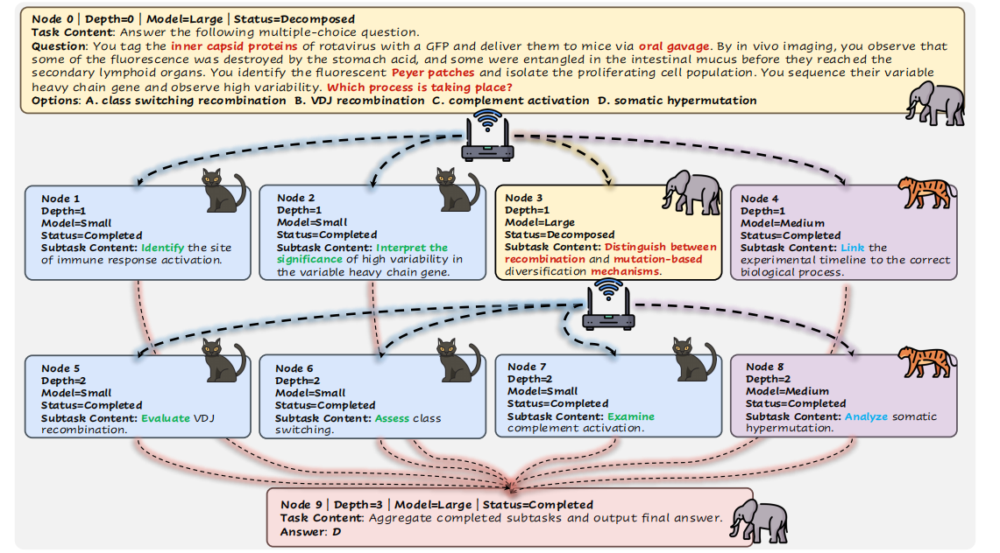 Node 0 | Depth=0 | Model=Large | Status=Decomposed
Task Content: Answer the following multiple-choice question.
Question: You tag the inner capsid proteins of rotavirus with a GFP and deliver them to mice via oral gavage. By in vivo imaging, you observe that
some of the fluorescence was destroyed by the stomach acid, and some were entangled in the intestinal mucus before they reached the
secondary lymphoid organs. You identify the fluorescent Peyer patches and isolate the proliferating cell population. You sequence their variable
heavy chain gene and observe high variability. Which process is taking place?
Options: A. class switching recombination B. VDJ recombination C. complement activation D. somatic hypermutation
Node 1
Depth=1
Model=Small
Status=Completed
Subtask Content: Identify the site
of immune response activation.
Node 2
Depth=1
Model=Small
Status=Completed
Subtask Content: Interpret the
significance of high variability in
the variable heavy chain gene.
Node 3
Depth=1
Model=Large
Status=Decomposed
Subtask Content: Distinguish between
recombination and mutation-based
diversification mechanisms.
Node 4
Depth=1
Model=Medium
Status=Completed
Subtask Content: Link the
experimental timeline to the correct
biological process.
Node 5
Depth=2
Model=Small
Status=Completed
Subtask Content: Evaluate VDJ
recombination.
Node 6
Depth=2
Model=Small
Status=Completed
Subtask Content: Assess class
switching.
Node 7
Depth=2
Model=Small
Status=Completed
Subtask Content: Examine
complement activation.
Node 8
Depth=2
Model=Medium
Status=Completed
Subtask Content: Analyze somatic
hypermutation.
Node 9 | Depth=3 | Model=Large | Status=Completed
Task Content: Aggregate completed subtasks and output final answer.
Answer: D